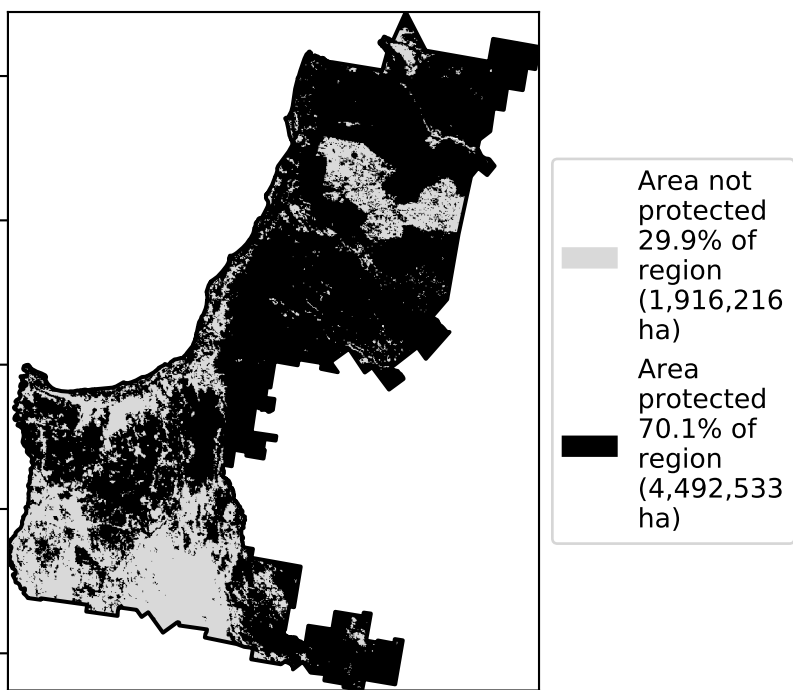 Area not
protected
29.9% of
region
(1,916,216
ha)
Area
protected
70.1% of
region
(4,492,533
ha)